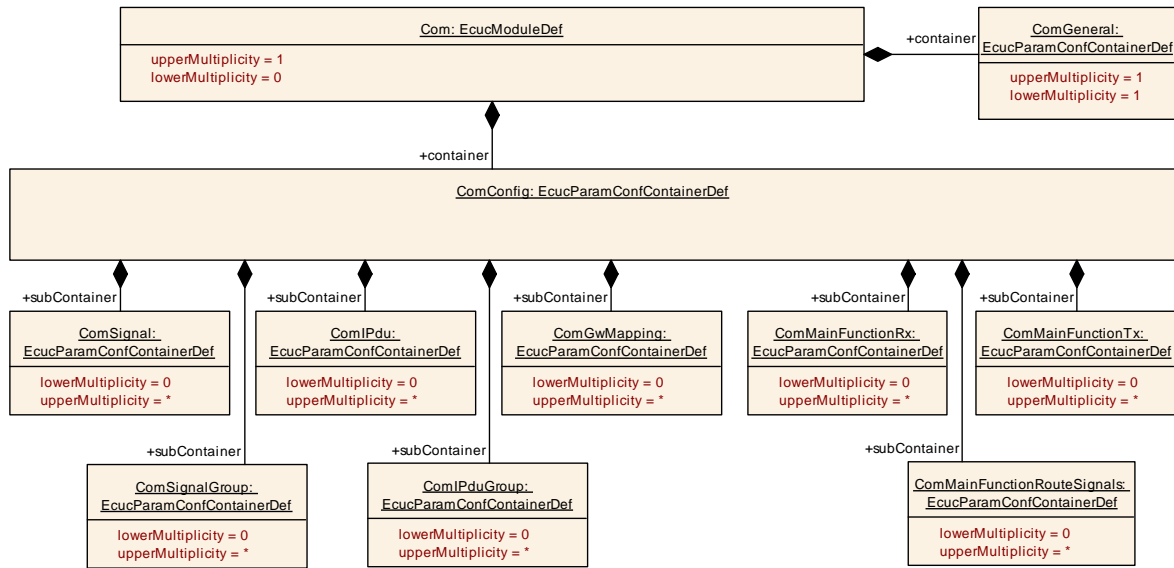 Com: EcucModuleDef
upperMultiplicity = 1
lowerMultiplicity = 0
+container
ComGeneral:
EcucParamConfContainerDef
upperMultiplicity = 1
lowerMultiplicity = 1
+container
ComConfig: EcucParamConfContainerDef
+subContainer
ComSignal:
EcucParamConfContainerDef
lowerMultiplicity = 0
upperMultiplicity = *
+subContainer
ComIPdu:
EcucParamConfContainerDef
lowerMultiplicity = 0
upperMultiplicity = *
+subContainer
ComGwMapping:
EcucParamConfContainerDef
lowerMultiplicity = 0
upperMultiplicity = *
+subContainer
ComMainFunctionRx:
EcucParamConfContainerDef
lowerMultiplicity = 0
upperMultiplicity = *
+subContainer
ComMainFunctionTx:
EcucParamConfContainerDef
lowerMultiplicity = 0
upperMultiplicity = *
+subContainer
ComSignalGroup:
EcucParamConfContainerDef
lowerMultiplicity = 0
upperMultiplicity = *
+subContainer
ComIPduGroup:
EcucParamConfContainerDef
lowerMultiplicity = 0
upperMultiplicity = *
+subContainer
ComMainFunctionRouteSignals:
EcucParamConfContainerDef
lowerMultiplicity = 0
upperMultiplicity = *